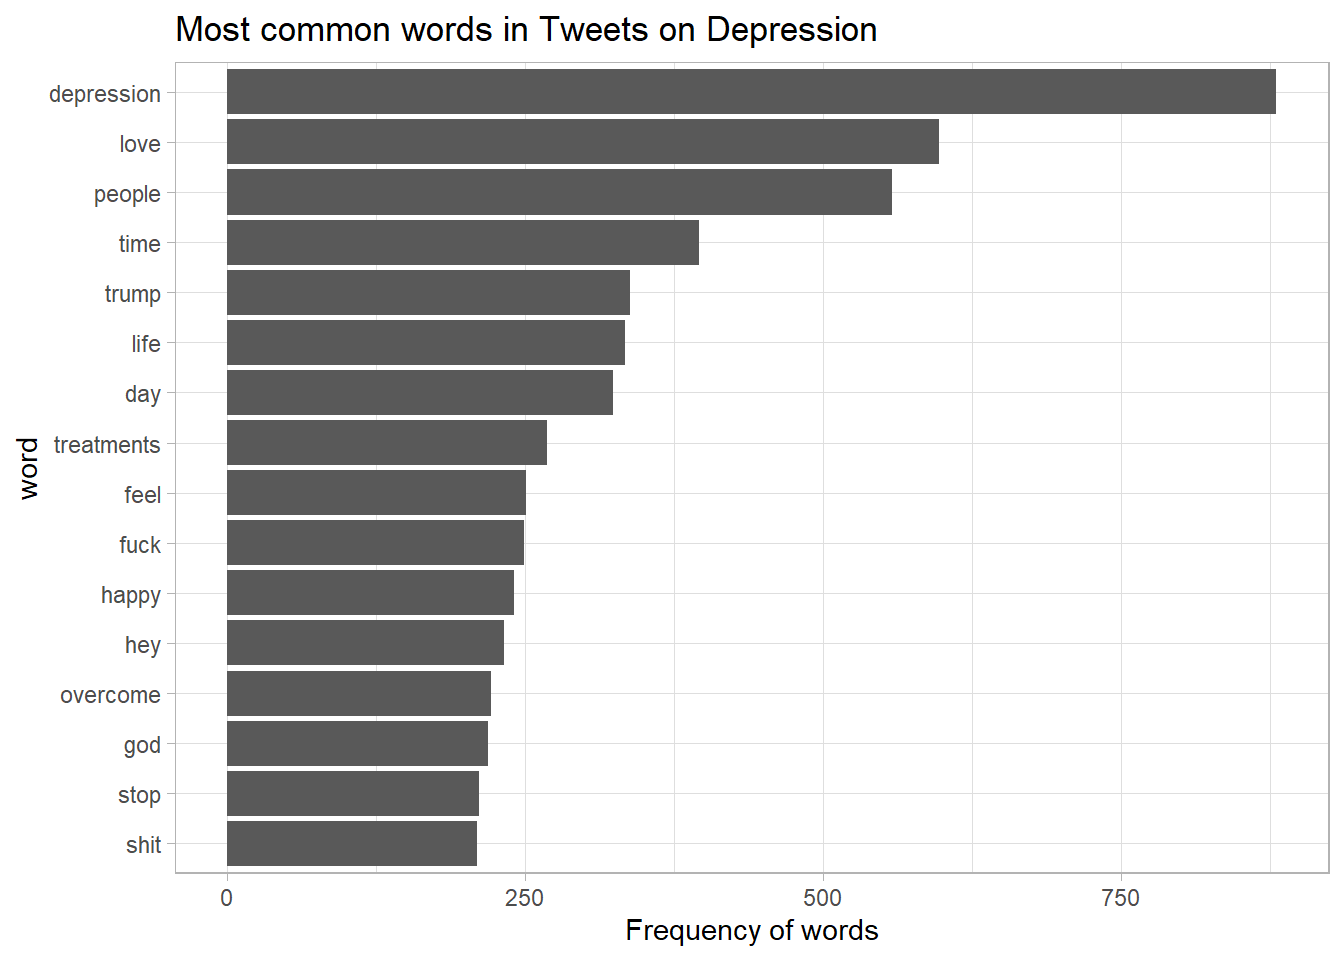 Most common words in Tweets on Depression
depression
love
people
time
trump
life
day
treatments
feel
fuck
happy
hey
overcome
god
stop
shit
word
0 250 500 750
Frequency of words